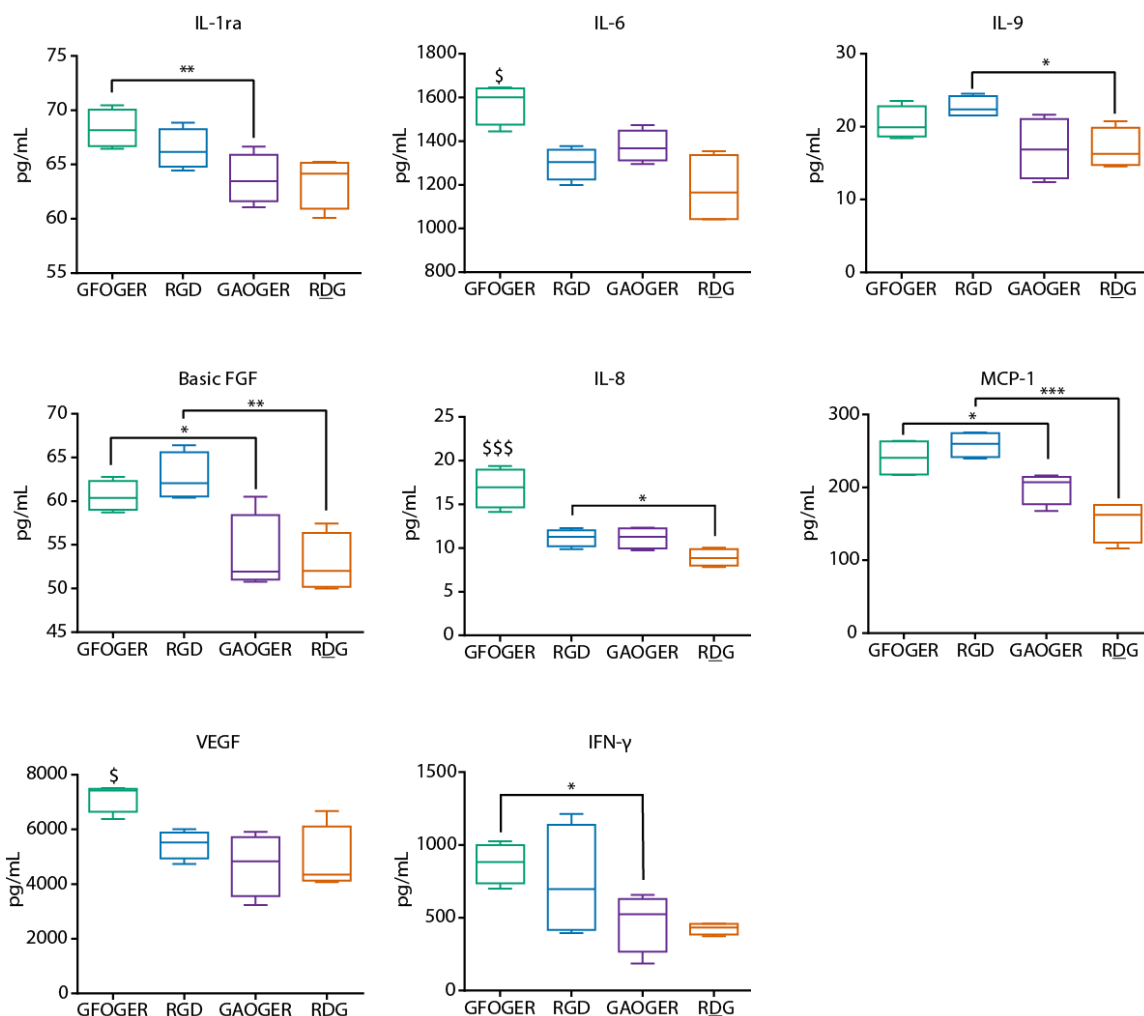 IL-1ra
75
**
70
65
60
55
pg/mL
GFOGER RGD GAOGER RDG
IL-6
1800
$
1600
1400
1200
1000
800
pg/mL
GFOGER RGD GAOGER RDG
IL-9
30
*
20
10
0
pg/mL
GFOGER RGD GAOGER RDG
Basic FGF
70
**
65
*
60
55
50
45
pg/mL
GFOGER RGD GAOGER RDG
IL-8
25
20
$$$
15
*
10
5
0
pg/mL
GFOGER RGD GAOGER RDG
MCP-1
300
***
*
200
100
0
pg/mL
GFOGER RGD GAOGER RDG
VEGF
8000
$
6000
4000
2000
0
pg/mL
GFOGER RGD GAOGER RDG
IFN-γ
1500
*
1000
500
0
pg/mL
GFOGER RGD GAOGER RDG